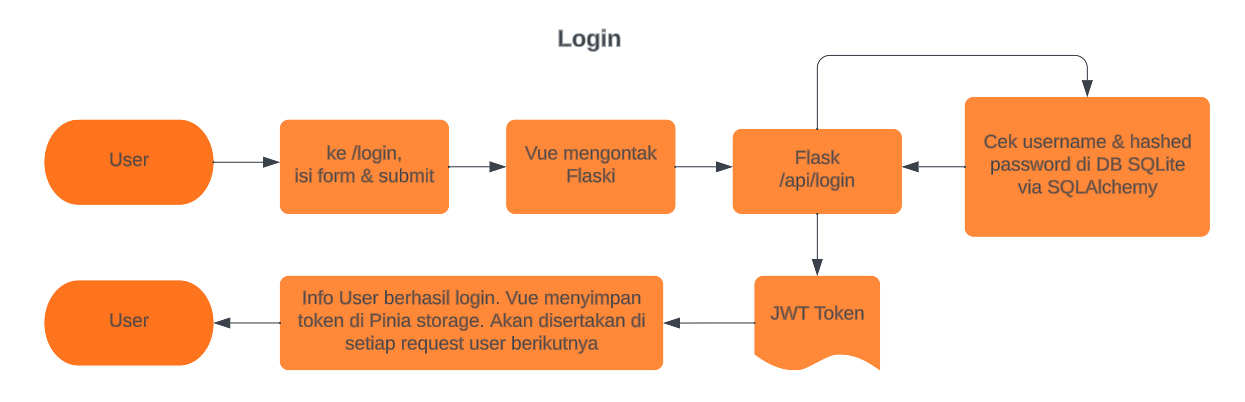 Login
User
ke /login,
isi form & submit
Vue mengontak
Flaski
Flask
/api/login
Cek username & hashed
password di DB SQLite
via SQLAlchemy
JWT Token
Info User berhasil login. Vue menyimpan
token di Pinia storage. Akan disertakan di
setiap request user berikutnya
User